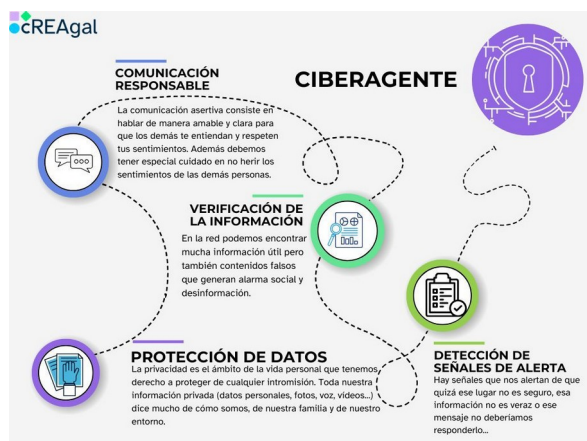 cREAgal
CIBERAGENTE
COMUNICACIÓN
RESPONSABLE
La comunicación asertiva consiste en
hablar de manera amable y clara para
que los demás te entiendan y respeten
tus sentimientos. Además debemos
tener especial cuidado en no herir los
sentimientos de las demás personas.
VERIFICACIÓN DE
LA INFORMACIÓN
En la red podemos encontrar
mucha información útil pero
también contenidos falsos
que generan alarma social y
desinformación.
PROTECCIÓN DE DATOS
La privacidad es el ámbito de la vida personal que tenemos
derecho a proteger de cualquier intromisión. Toda nuestra
información privada (datos personales, fotos, voz, videos...)
dice mucho de cómo somos, de nuestra familia y de nuestro
entorno.
DETECCIÓN DE
SEÑALES DE ALERTA
Hay señales que nos alertan de que
quizá ese lugar no es seguro, esa
información no es veraz o ese
mensaje no deberíamos
responderlo...